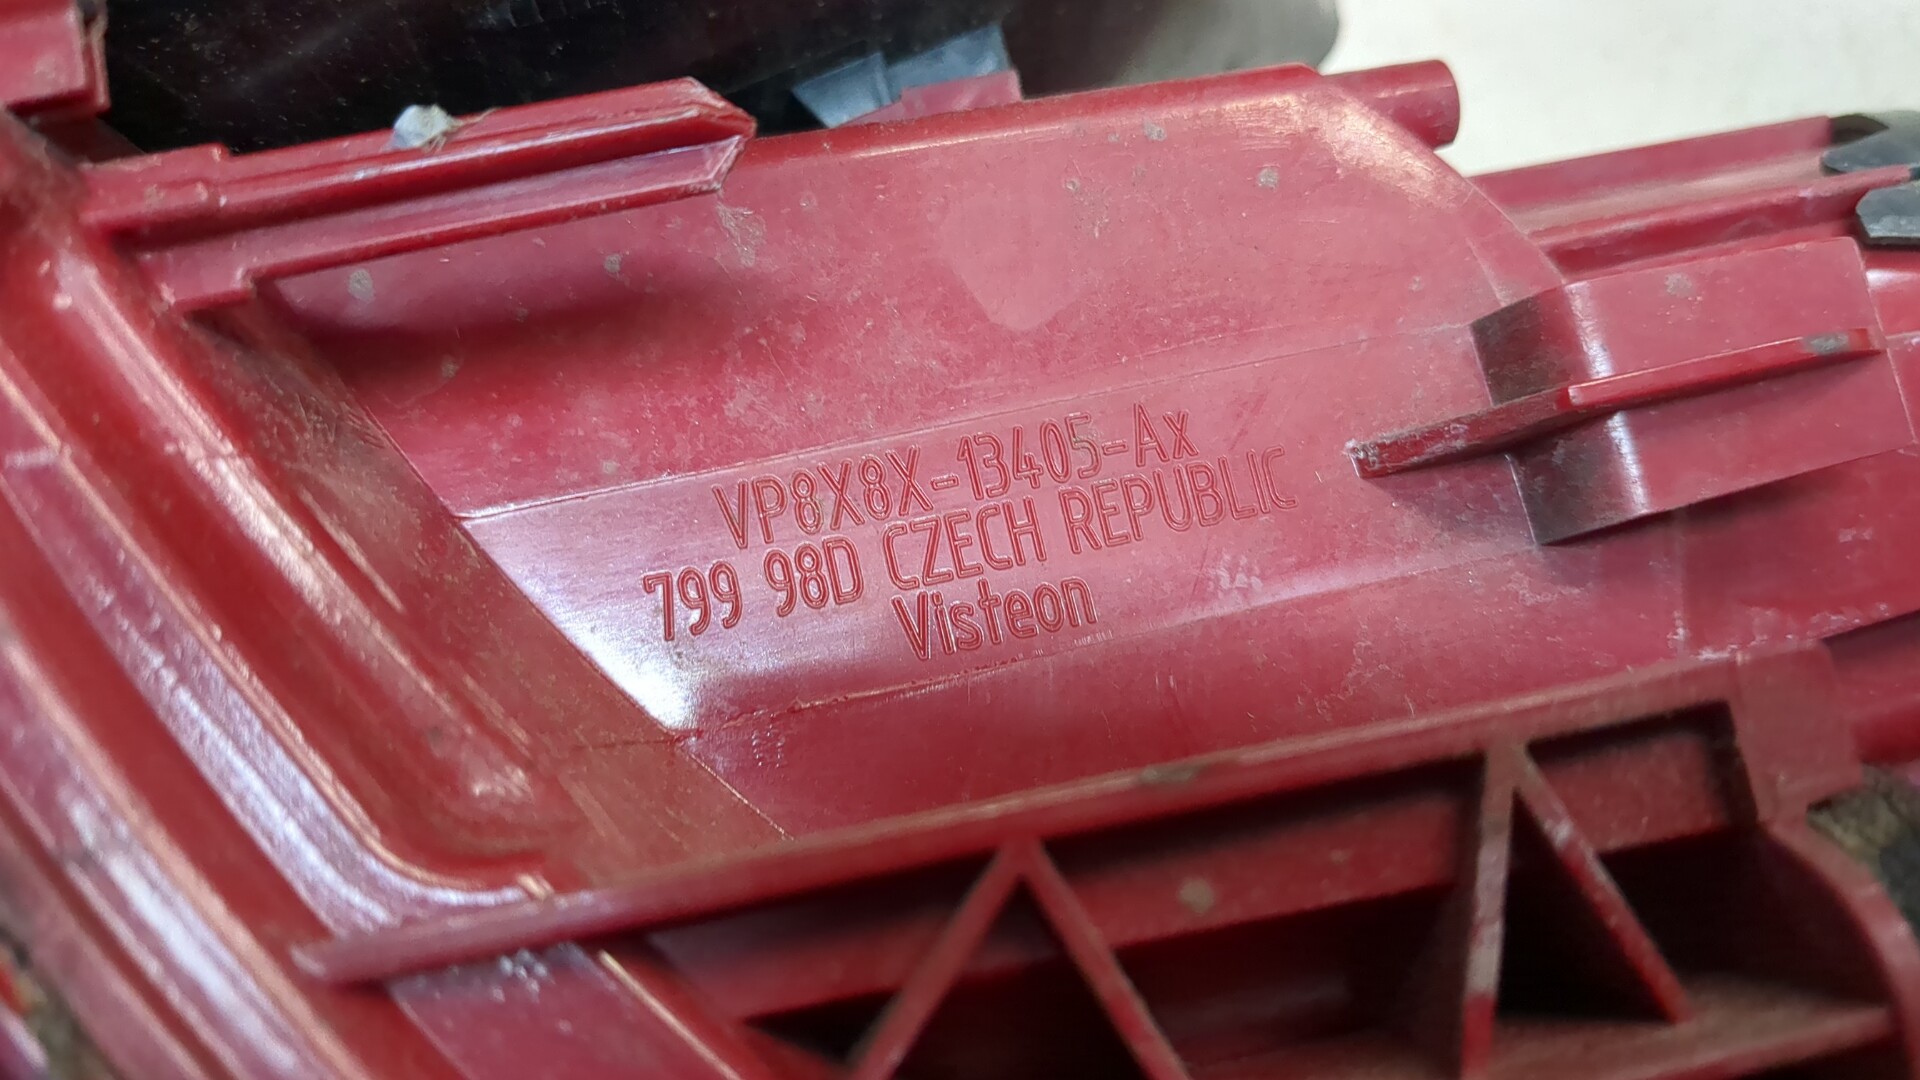 VP8X8X-13405-Ax
799 98D CZECH REPUBLIC
Visteon